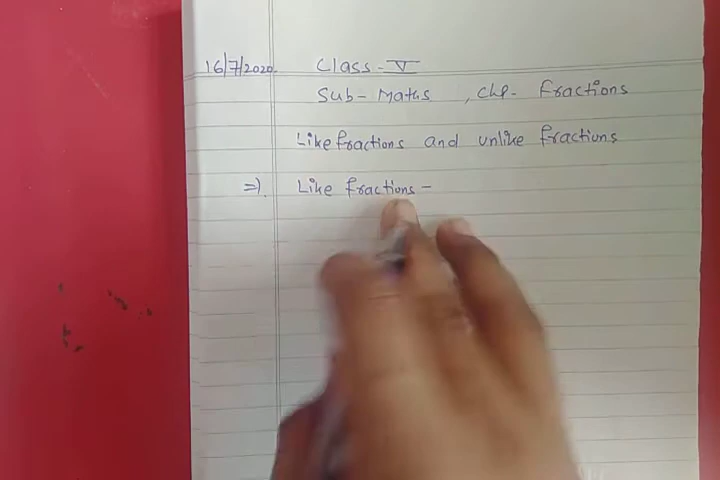 16/7/2020. Class - V
Sub - Maths , Chp - Fractions
Like fractions and unlike fractions
⇒). Like fractions -